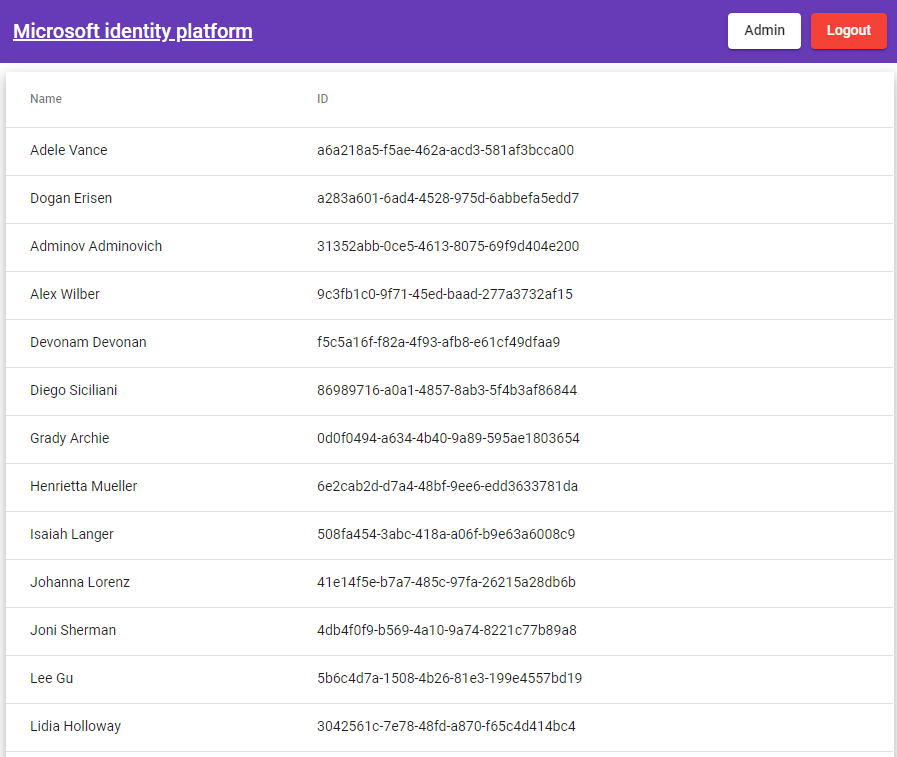 Microsoft identity platform Admin Logout
Name ID
Adele Vance a6a218a5-f5ae-462a-acd3-581af3bcca00
Dogan Erisen a283a601-6ad4-4528-975d-6abbefa5edd7
Adminov Adminovich 31352abb-0ce5-4613-8075-69f9d404e200
Alex Wilber 9c3fb1c0-9f71-45ed-baad-277a3732af15
Devonam Devonan f5c5a16f-f82a-4f93-afb8-e61cf49dfaa9
Diego Siciliani 86989716-a0a1-4857-8ab3-5f4b3af86844
Grady Archie 0d0f0494-a634-4b40-9a89-595ae1803654
Henrietta Mueller 6e2cab2d-d7a4-48bf-9ee6-edd3633781da
Isaiah Langer 508fa454-3abc-418a-a06f-b9e63a6008c9
Johanna Lorenz 41e14f5e-b7a7-485c-97fa-26215a28db6b
Joni Sherman 4db4f0f9-b569-4a10-9a74-8221c77b89a8
Lee Gu 5b6c4d7a-1508-4b26-81e3-199e4557bd19
Lidia Holloway 3042561c-7e78-48fd-a870-f65c4d414bc4